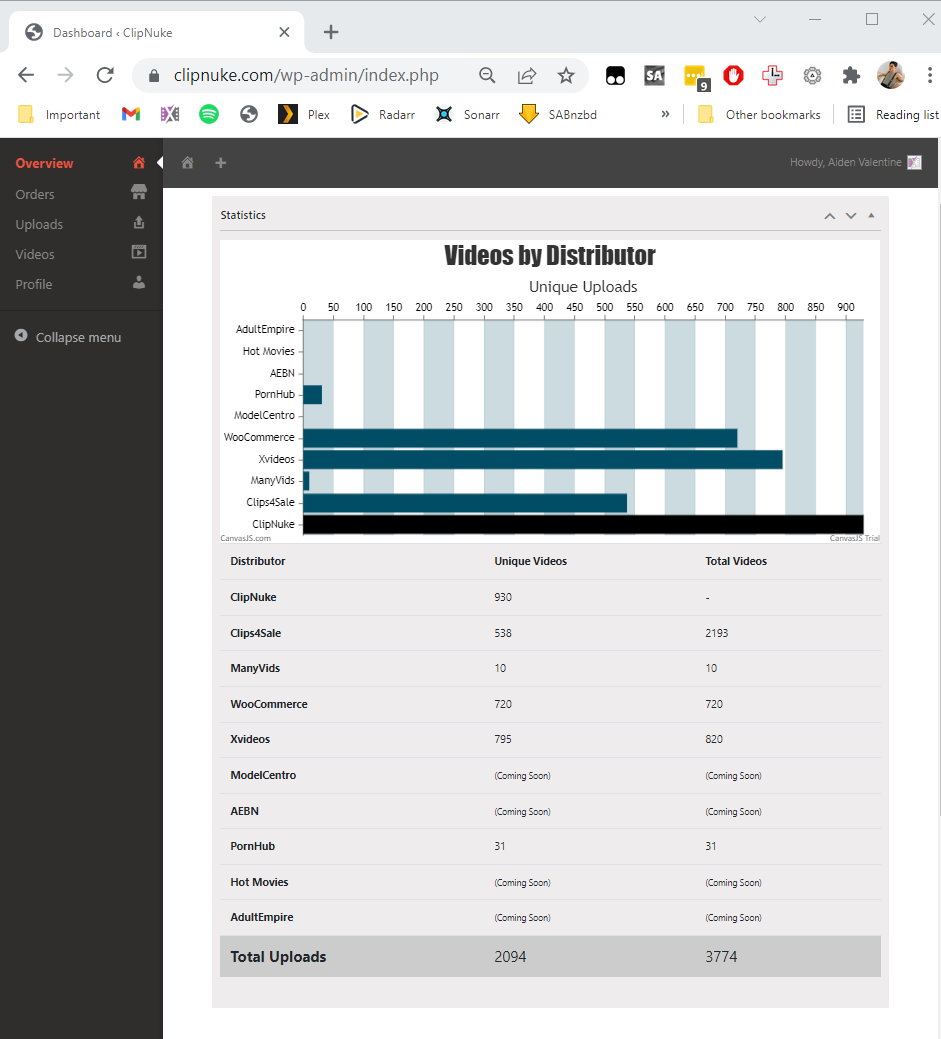 Dashboard ‹ ClipNuke
clipnuke.com/wp-admin/index.php
SA
9
Important
Plex
Radarr
Sonarr
SABnzbd
»
Other bookmarks
Reading list
Overview
Howdy, Aiden Valentine
Orders
Uploads
Videos
Profile
Collapse menu
Statistics
Videos by Distributor
Unique Uploads
0 50 100 150 200 250 300 350 400 450 500 550 600 650 700 750 800 850 900
AdultEmpire
Hot Movies
AEBN
PornHub
ModelCentro
WooCommerce
Xvideos
ManyVids
Clips4Sale
ClipNuke
CanvasJS.com CanvasJS Trial
Distributor Unique Videos Total Videos
ClipNuke 930 -
Clips4Sale 538 2193
ManyVids 10 10
WooCommerce 720 720
Xvideos 795 820
ModelCentro (Coming Soon) (Coming Soon)
AEBN (Coming Soon) (Coming Soon)
PornHub 31 31
Hot Movies (Coming Soon) (Coming Soon)
AdultEmpire (Coming Soon) (Coming Soon)
Total Uploads 2094 3774